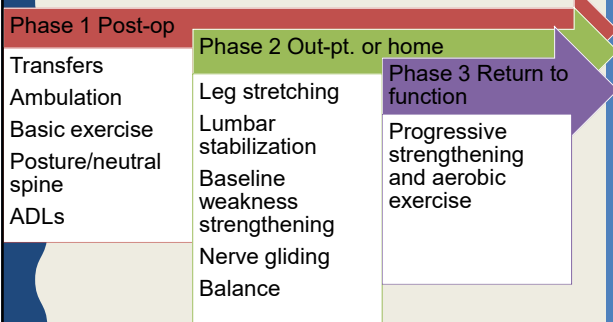 Phase 1 Post-op
Transfers
Ambulation
Basic exercise
Posture/neutral
spine
ADLs
Phase 2 Out-pt. or home
Leg stretching
Lumbar
stabilization
Baseline
weakness
strengthening
Nerve gliding
Balance
Phase 3 Return to
function
Progressive
strengthening
and aerobic
exercise